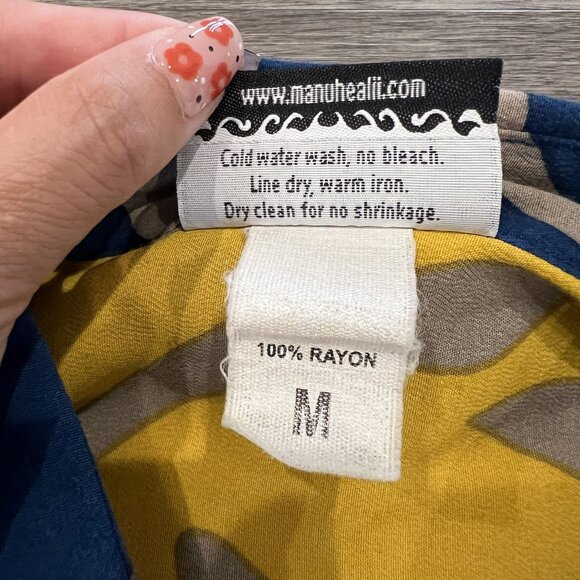 www.manuhealii.com
Cold water wash, no bleach.
Line dry, warm iron.
Dry clean for no shrinkage.
100% RAYON
M